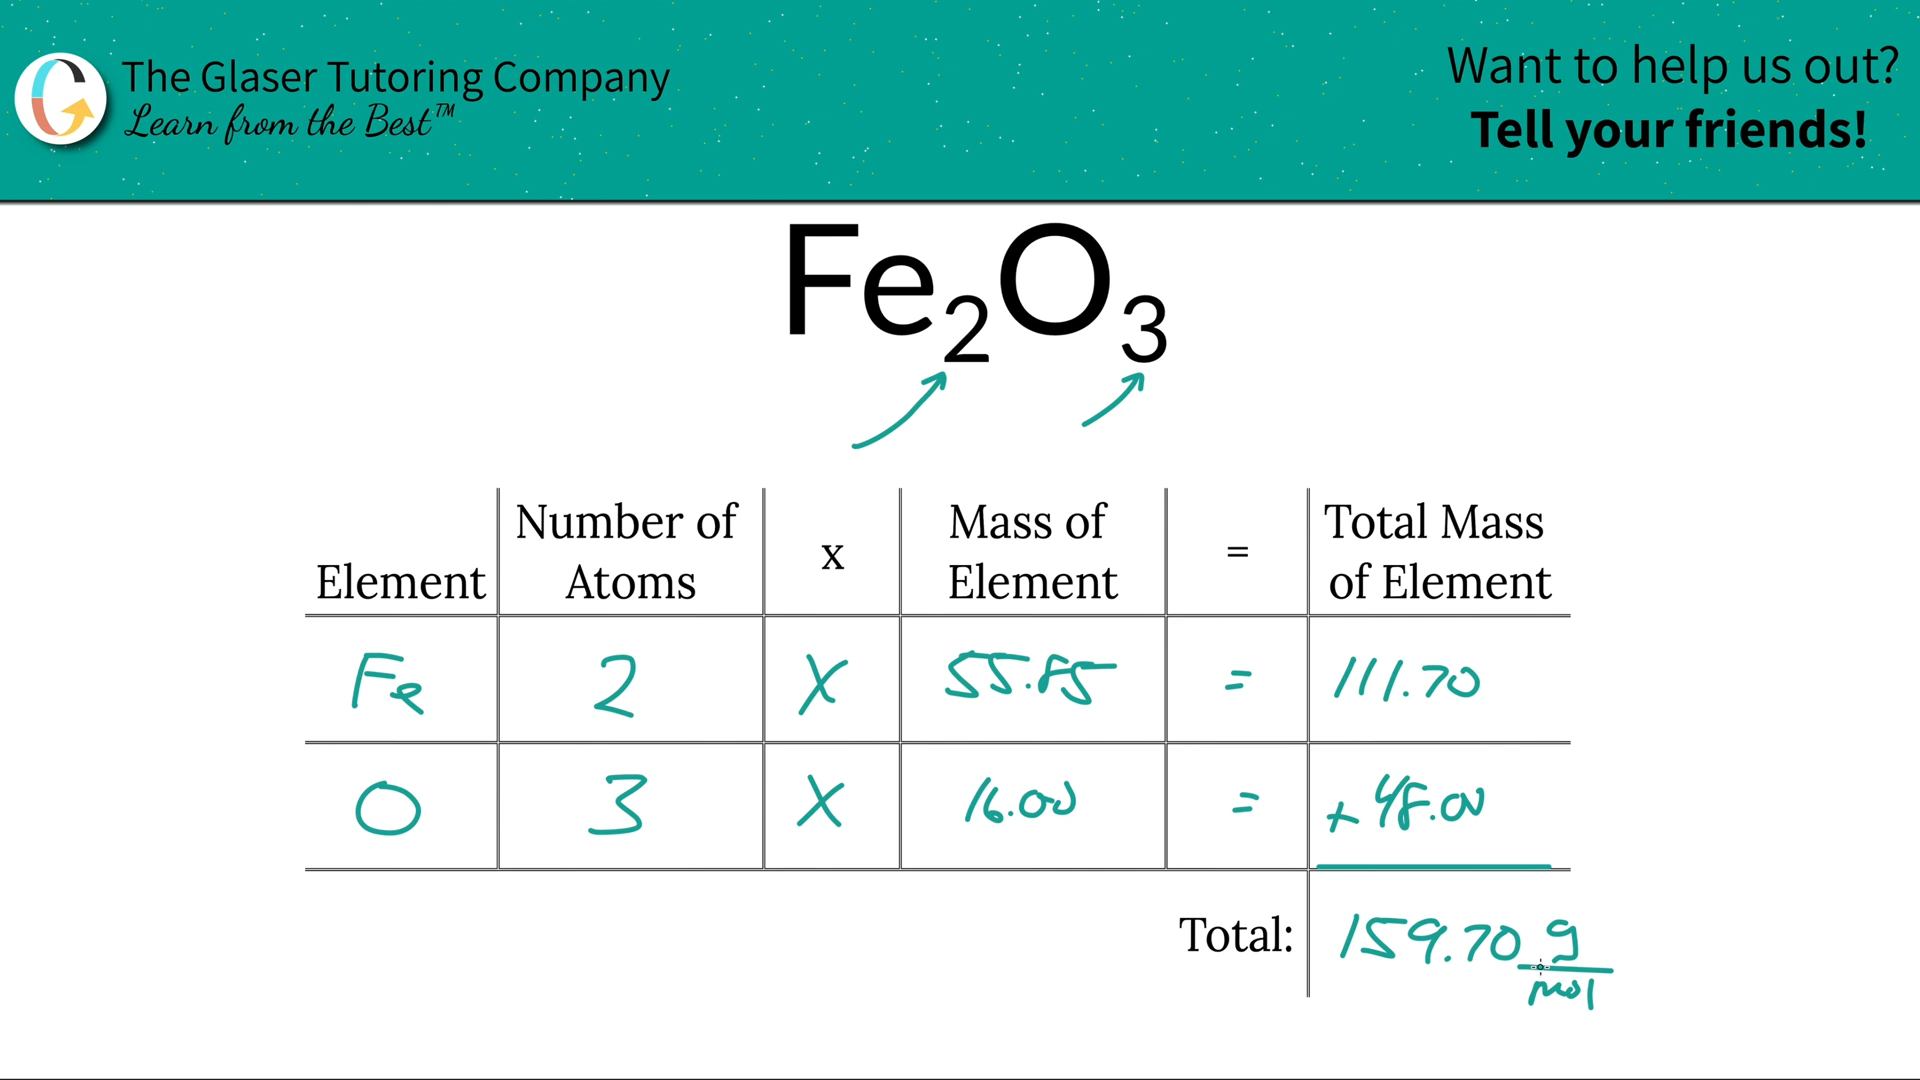 The Glaser Tutoring Company
Learn from the Best™
Want to help us out?
Tell your friends!
Fe₂O₃
Element
Number of
Atoms
x
Mass of
Element
=
Total Mass
of Element
Fe 2 X 55.85 = 111.70
O 3 X 16.00 = +48.00
Total: 159.70 g
mol